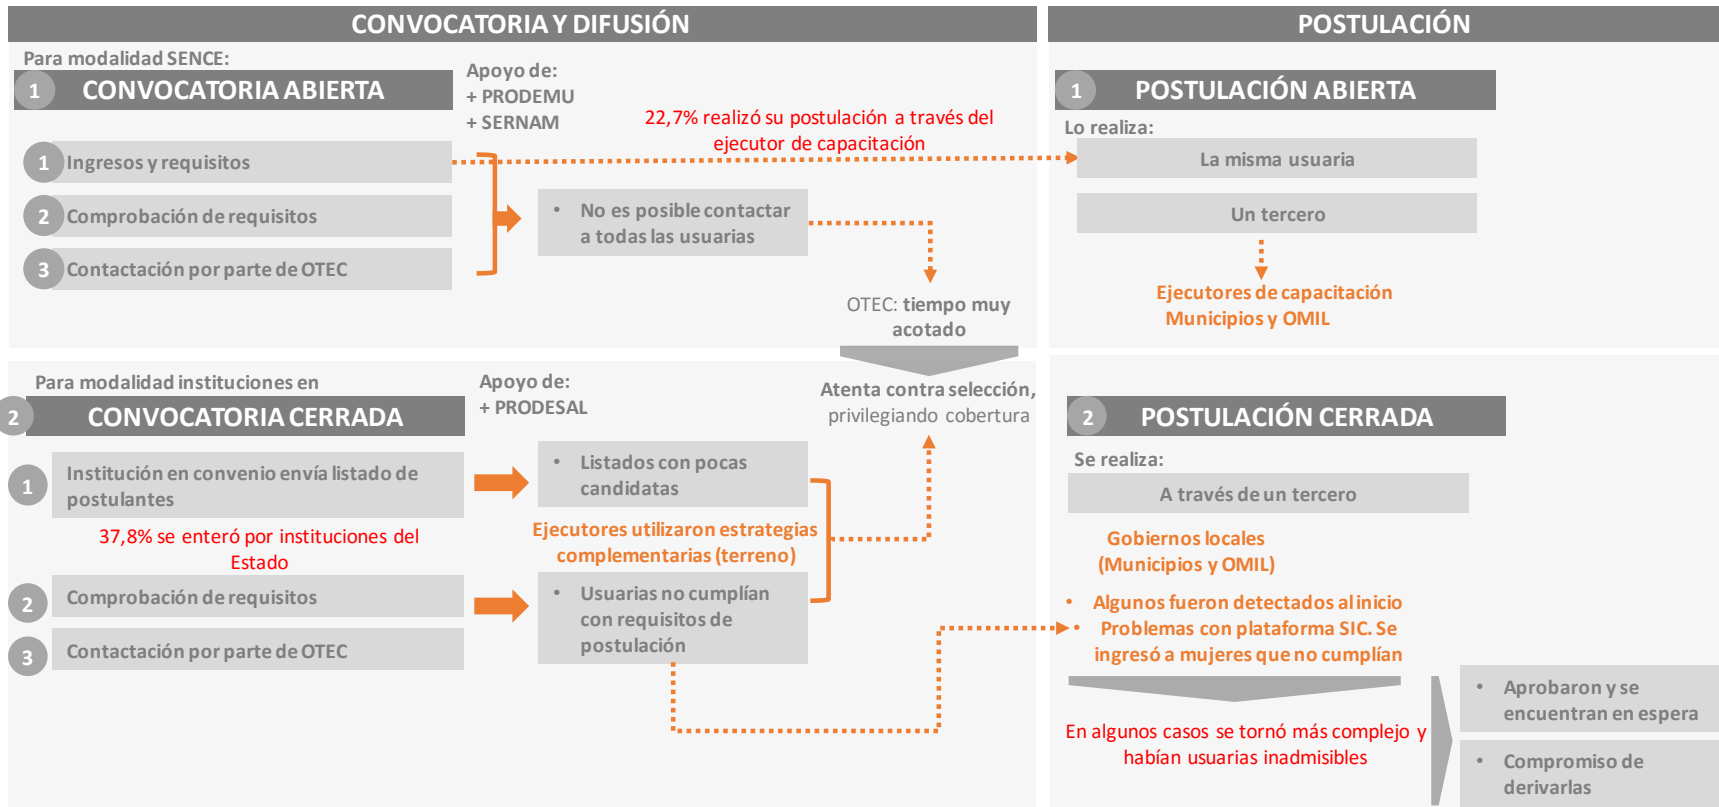 CONVOCATORIA Y DIFUSIÓN
Para modalidad SENCE:
1 CONVOCATORIA ABIERTA
Apoyo de:
+ PRODEMU
+ SERNAM
22,7% realizó su postulación a través del
ejecutor de capacitación
1 Ingresos y requisitos
2 Comprobación de requisitos
3 Contactación por parte de OTEC
• No es posible contactar
a todas las usuarias
OTEC: tiempo muy
acotado
POSTULACIÓN
1 POSTULACIÓN ABIERTA
Lo realiza:
La misma usuaria
Un tercero
Ejecutores de capacitación
Municipios y OMIL
Para modalidad instituciones en
2 CONVOCATORIA CERRADA
Apoyo de:
+ PRODESAL
Atenta contra selección,
privilegiando cobertura
1 Institución en convenio envía listado de
postulantes
37,8% se enteró por instituciones del
Estado
2 Comprobación de requisitos
3 Contactación por parte de OTEC
• Listados con pocas
candidatas
Ejecutores utilizaron estrategias
complementarias (terreno)
• Usuarias no cumplían
con requisitos de
postulación
2 POSTULACIÓN CERRADA
Se realiza:
A través de un tercero
Gobiernos locales
(Municipios y OMIL)
• Algunos fueron detectados al inicio
• Problemas con plataforma SIC. Se
ingresó a mujeres que no cumplían
En algunos casos se tornó más complejo y
habían usuarias inadmisibles
• Aprobaron y se
encuentran en espera
• Compromiso de
derivarlas